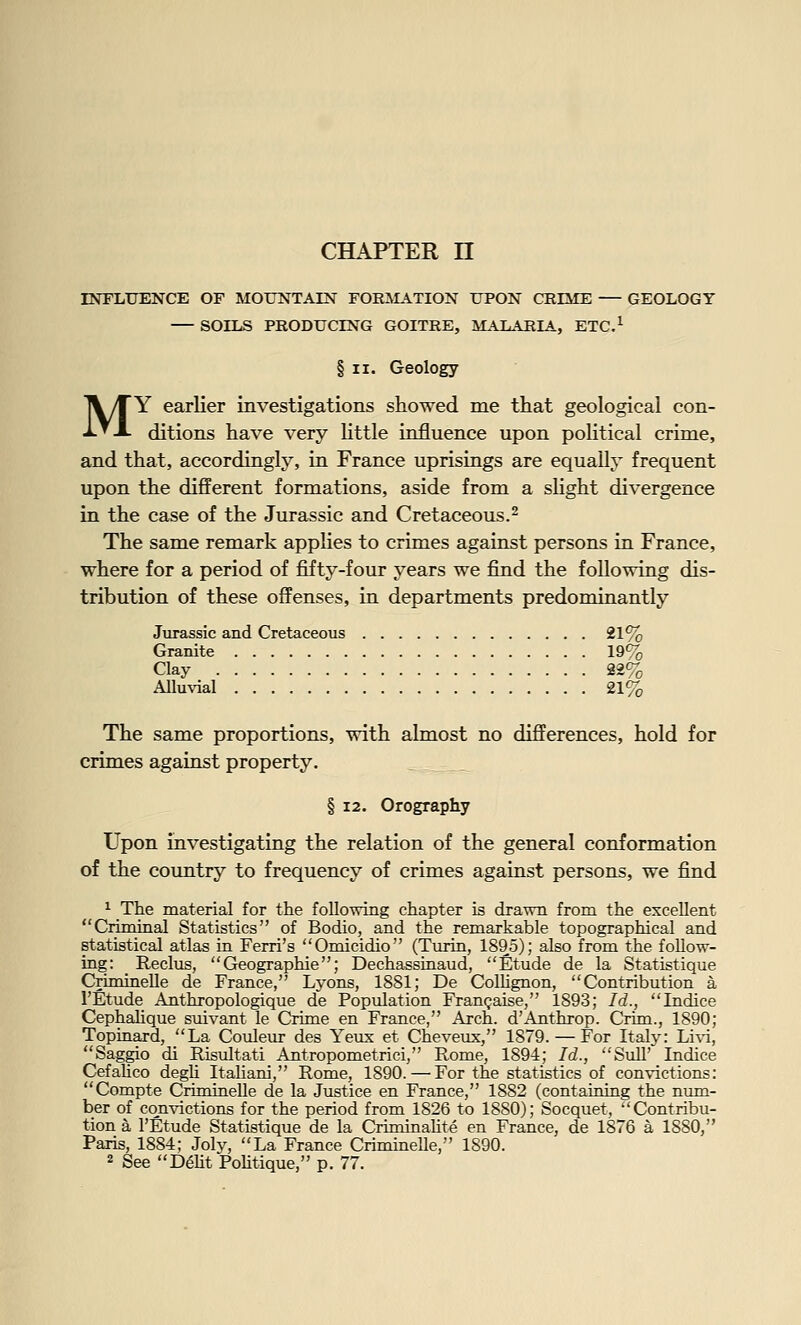 CHAPTER II
INFLUENCE OF MOUNTAIN FORMATION UPON CRIME — GEOLOGY
— SOILS PRODUCING GOITRE, MALARIA, ETC.¹
§ 11. Geology
MY earlier investigations showed me that geological con-
ditions have very little influence upon political crime,
and that, accordingly, in France uprisings are equally frequent
upon the different formations, aside from a slight divergence
in the case of the Jurassic and Cretaceous.²
The same remark applies to crimes against persons in France,
where for a period of fifty-four years we find the following dis-
tribution of these offenses, in departments predominantly
Jurassic and Cretaceous . . . . . . . . . . . . . 21%
Granite . . . . . . . . . . . . . . . . . . . . 19%
Clay . . . . . . . . . . . . . . . . . . . . . 22%
Alluvial . . . . . . . . . . . . . . . . . . . . 21%
The same proportions, with almost no differences, hold for
crimes against property.
§ 12. Orography
Upon investigating the relation of the general conformation
of the country to frequency of crimes against persons, we find
¹ The material for the following chapter is drawn from the excellent
"Criminal Statistics" of Bodio, and the remarkable topographical and
statistical atlas in Ferri's "Omicidio" (Turin, 1895); also from the follow-
ing: Reclus, "Geographie"; Dechassinaud, "Étude de la Statistique
Criminelle de France," Lyons, 1881; De Collignon, "Contribution à
l'Étude Anthropologique de Population Française," 1893; Id., "Indice
Cephalique suivant le Crime en France," Arch. d'Anthrop. Crim., 1890;
Topinard, "La Couleur des Yeux et Cheveux," 1879. — For Italy: Livi,
"Saggio di Risultati Antropometrici," Rome, 1894; Id., "Sull' Indice
Cefalico degli Italiani," Rome, 1890. — For the statistics of convictions:
"Compte Criminelle de la Justice en France," 1882 (containing the num-
ber of convictions for the period from 1826 to 1880); Socquet, "Contribu-
tion à l'Étude Statistique de la Criminalité en France, de 1876 à 1880,"
Paris, 1884; Joly, "La France Criminelle," 1890.
² See "Délit Politique," p. 77.